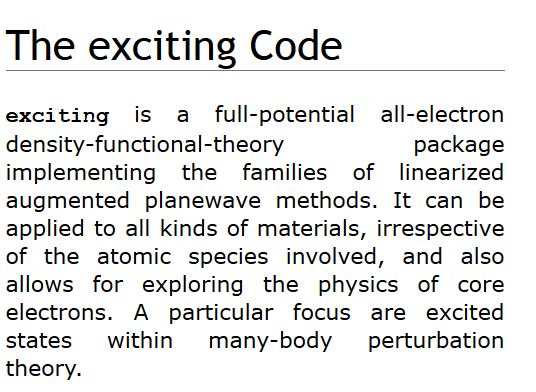 The exciting Code
exciting is a full-potential all-electron
density-functional-theory package
implementing the families of linearized
augmented planewave methods. It can be
applied to all kinds of materials, irrespective
of the atomic species involved, and also
allows for exploring the physics of core
electrons. A particular focus are excited
states within many-body perturbation
theory.